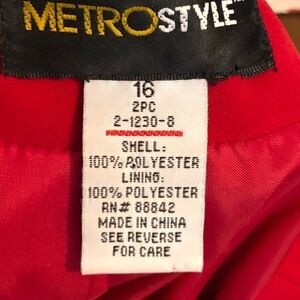 METROSTYLE™
16
2PC
2-1230-8
SHELL:
100% POLYESTER
LINING:
100% POLYESTER
RN# 88842
MADE IN CHINA
SEE REVERSE
FOR CARE